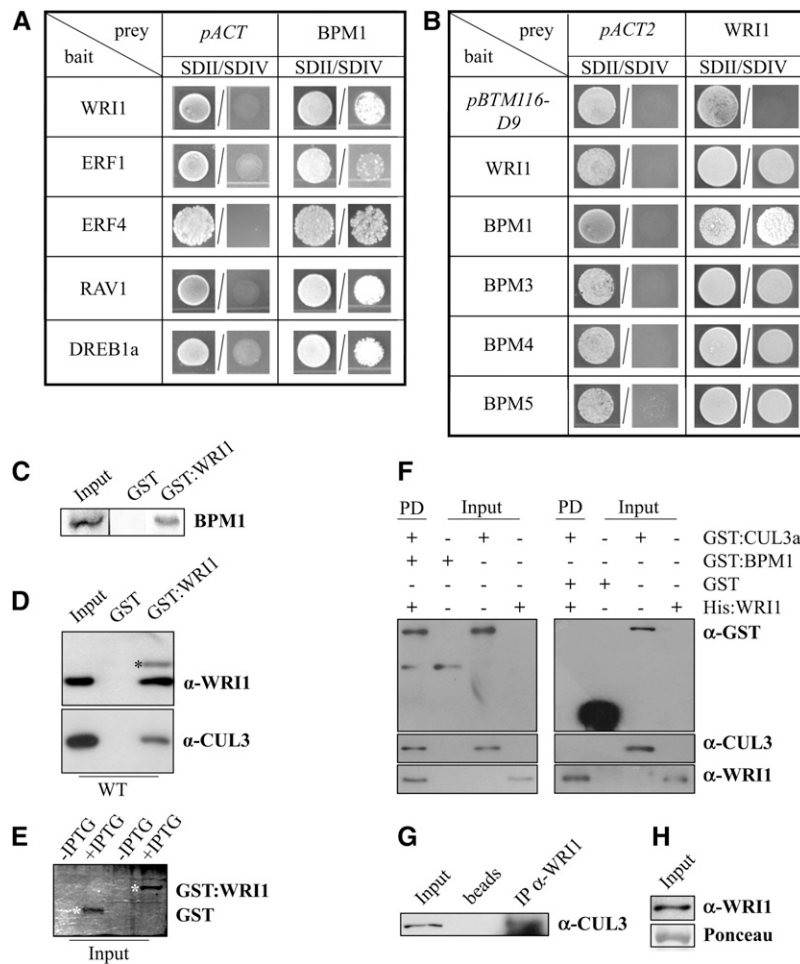 A
prey
bait
pACT
BPM1
SDII/SDIV
SDII/SDIV
WRI1
/
/
ERF1
/
/
ERF4
/
/
RAV1
/
/
DREB1a
/
/
B
prey
bait
pACT2
WRI1
SDII/SDIV
SDII/SDIV
pBTM116-
D9
/
/
WRI1
/
/
BPM1
/
/
BPM3
/
/
BPM4
/
/
BPM5
/
/
C
Input
GST
GST:WRI1
BPM1
D
Input
GST
GST:WRI1
*
α-WRI1
α-CUL3
WT
E
-IPTG
+IPTG
-IPTG
+IPTG
*
GST:WRI1
*
GST
Input
F
PD Input PD Input
+ - + - + - + - GST:CUL3a
+ + - - - - - - GST:BPM1
- - - - + + - - GST
+ - - + + - - + His:WRI1
α-GST
α-CUL3
α-WRI1
G
Input
beads
IP α-WRI1
α-CUL3
H
Input
α-WRI1
Ponceau